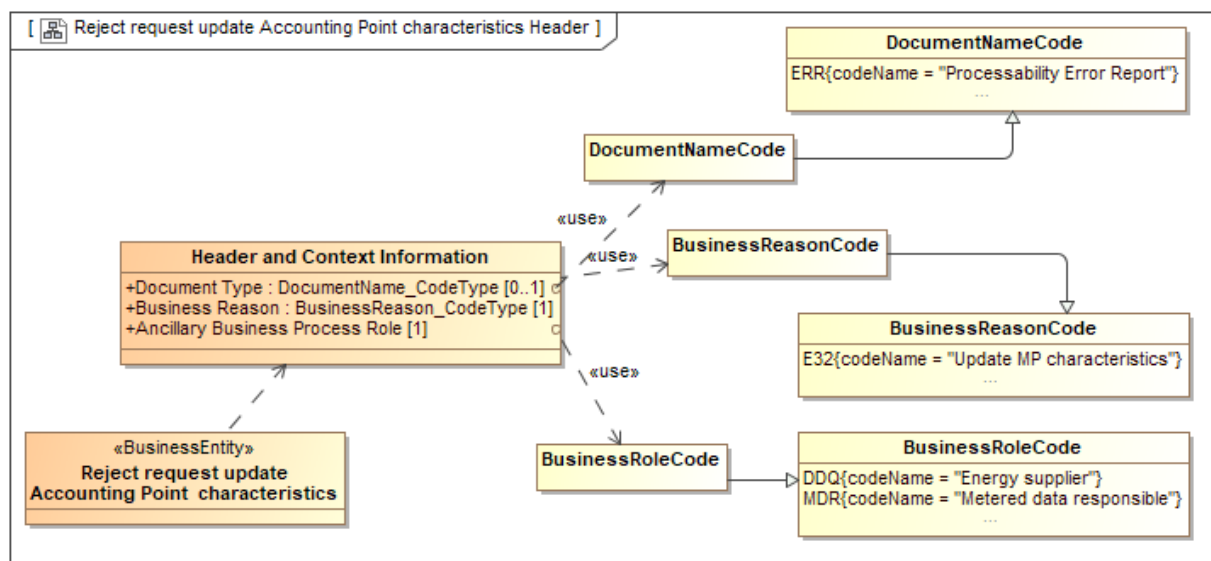 [ Reject request update Accounting Point characteristics Header ]
DocumentNameCode
ERR{codeName = "Processability Error Report"}
...
DocumentNameCode
«use»
«use»
BusinessReasonCode
Header and Context Information
+Document Type : DocumentName_CodeType [0..1]
+Business Reason : BusinessReason_CodeType [1]
+Ancillary Business Process Role [1]
BusinessReasonCode
E32{codeName = "Update MP characteristics"}
...
«use»
«BusinessEntity»
Reject request update
Accounting Point characteristics
BusinessRoleCode
BusinessRoleCode
DDQ{codeName = "Energy supplier"}
MDR{codeName = "Metered data responsible"}
...